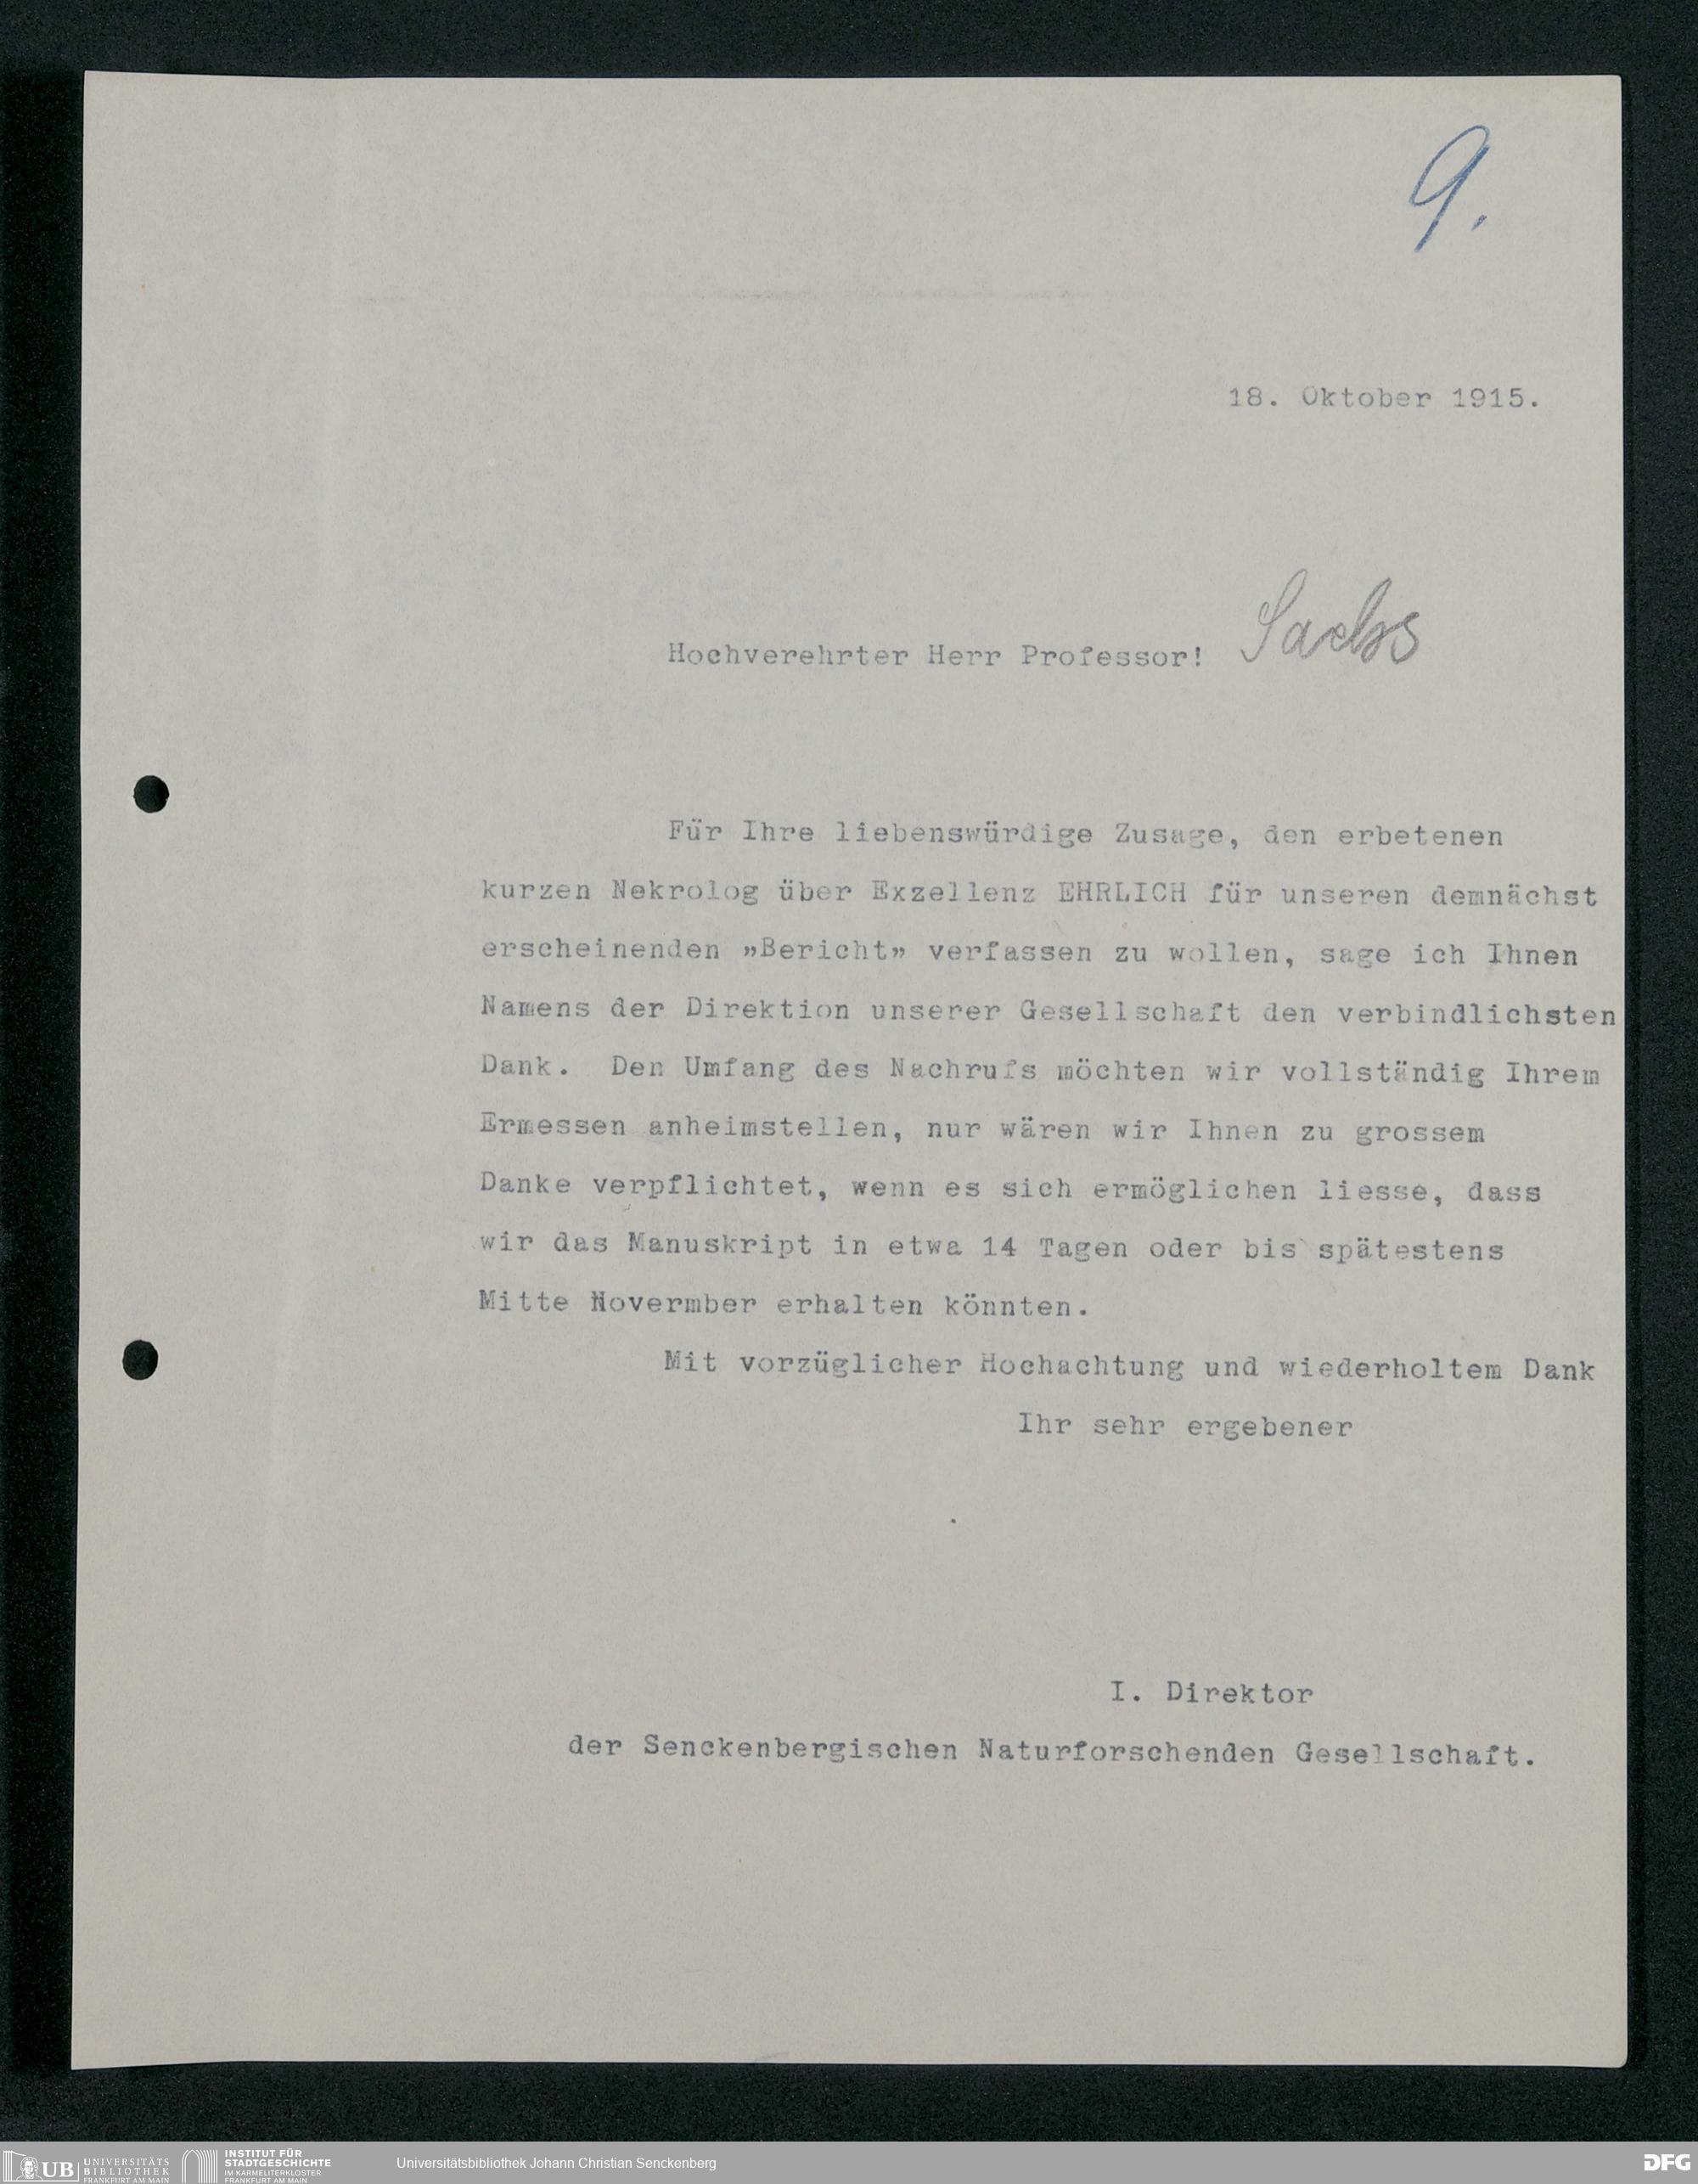 9.
18. Oktober 1915.
Hochverehrter Herr Professor! Sachs
Für Ihre liebenswürdige Zusage, den erbetenen
kurzen Nekrolog über Exzellenz EHRLICH für unseren demnächst
erscheinenden „Bericht„ verfassen zu wollen, sage ich Ihnen
Namens der Direktion unserer Gesellschaft den verbindlichsten
Dank. Den Umfang des Nachrufs möchten wir vollständig Ihrem
Ermessen anheimstellen, nur wären wir Ihnen zu grossem
Danke verpflichtet, wenn es sich ermöglichen liesse, dass
wir das Manuskript in etwa 14 Tagen oder bis spätestens
Mitte Novermber erhalten könnten.
Mit vorzüglicher Hochachtung und wiederholtem Dank
Ihr sehr ergebener
I. Direktor
der Senckenbergischen Naturforschenden Gesellschaft.
UB UNIVERSITÄTS BIBLIOTHEK FRANKFURT AM MAIN
INSTITUT FÜR STADTGESCHICHTE IM KARMELITERKLOSTER FRANKFURT AM MAIN
Universitätsbibliothek Johann Christian Senckenberg
DFG